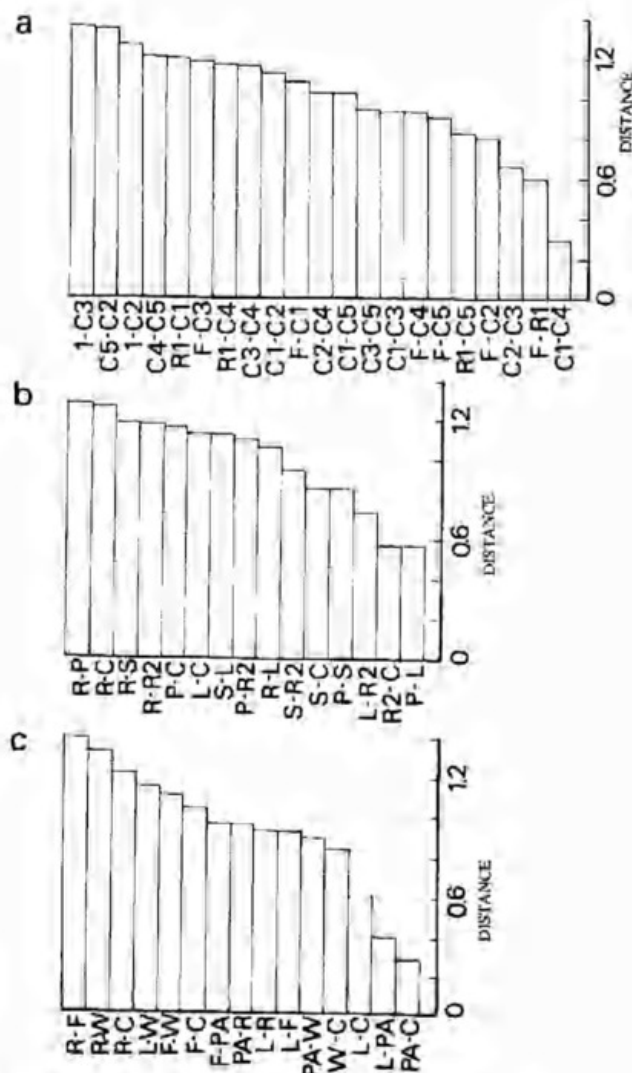 a
1.2
0.6
0
DISTANCE
1-C3
C5-C2
1-C2
C4-C5
R1-C1
F-C3
R1-C4
C3-C4
C1-C2
F-C.1
C2-C4
C1-C5
C3-C5
C1-C3
F-C4
F-C5
R1-C5
F-C2
C2-C3
F-R1
C1-C4
b
1.2
0.6
0
DISTANCE
R-P
R-C
R-S
R-R2
P-C
L-C
S-L
P-R2
R-L
S-R2
S-C
P-S
L-R2
R2-C
P-L
c
1.2
0.6
0
DISTANCE
R-F
R-W
R-C
L-W
F-W
F-C
F-PA
PA-R
L-R
L-F
PA-W
W-C
L-C
L-PA
PA-C